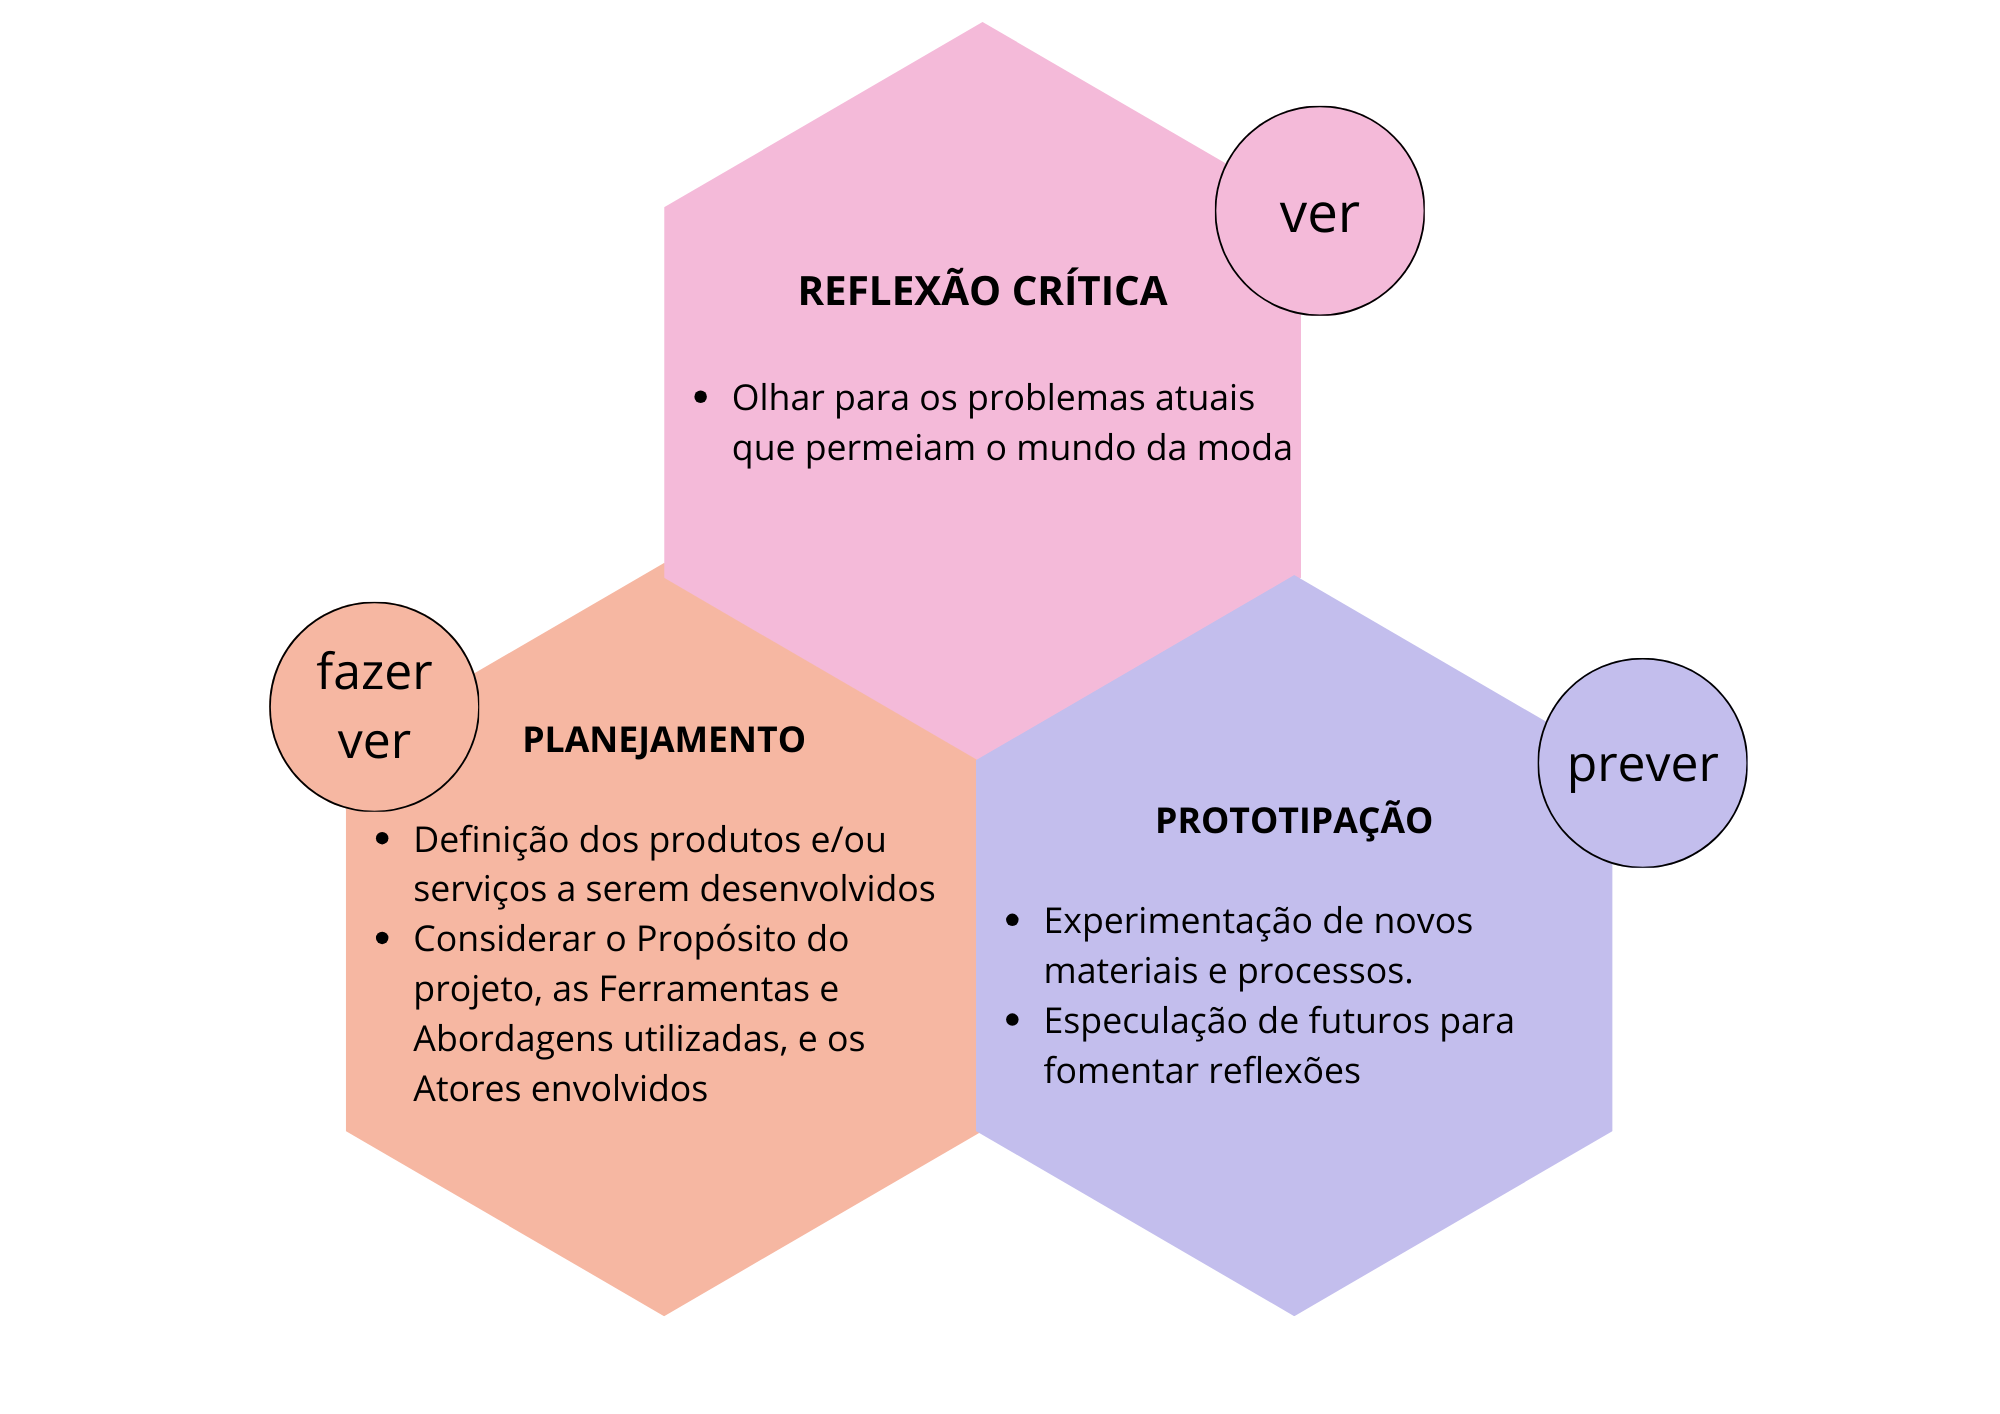 ver
REFLEXÃO CRÍTICA
• Olhar para os problemas atuais
que permeiam o mundo da moda
fazer
ver
PLANEJAMENTO
• Definição dos produtos e/ou
serviços a serem desenvolvidos
• Considerar o Propósito do
projeto, as Ferramentas e
Abordagens utilizadas, e os
Atores envolvidos
prever
PROTOTIPAÇÃO
• Experimentação de novos
materiais e processos.
• Especulação de futuros para
fomentar reflexões